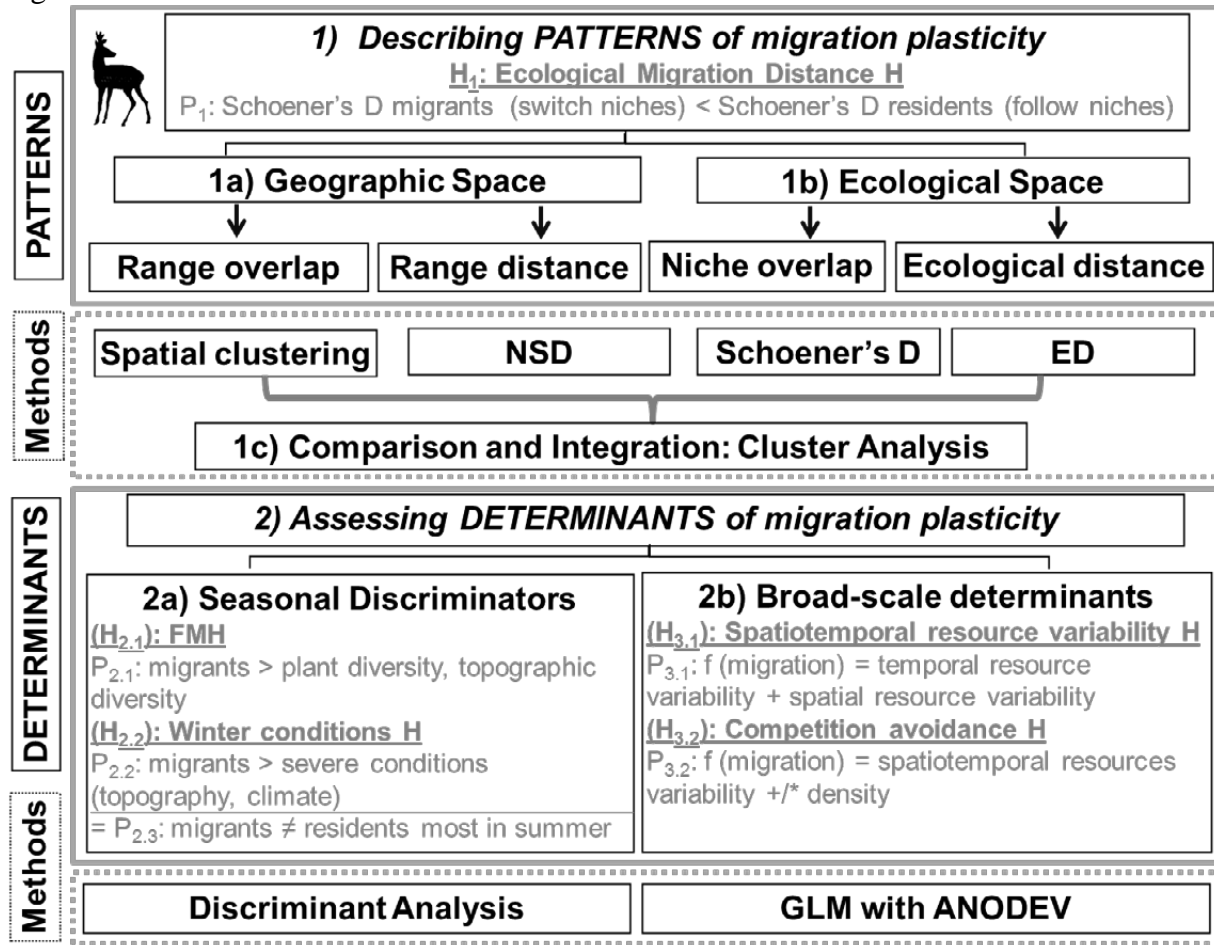 1) Describing PATTERNS of migration plasticity
H1: Ecological Migration Distance H
P1: Schoener's D migrants (switch niches) < Schoener's D residents (follow niches)
PATTERNS
1a) Geographic Space
1b) Ecological Space
Range overlap
Range distance
Niche overlap
Ecological distance
Methods
Spatial clustering
NSD
Schoener's D
ED
1c) Comparison and Integration: Cluster Analysis
DETERMINANTS
2) Assessing DETERMINANTS of migration plasticity
2a) Seasonal Discriminators
(H2.1): FMH
P2.1: migrants > plant diversity, topographic
diversity
(H2.2): Winter conditions H
P2.2: migrants > severe conditions
(topography, climate)
= P2.3: migrants ≠ residents most in summer
2b) Broad-scale determinants
(H3.1): Spatiotemporal resource variability H
P3.1: f (migration) = temporal resource
variability + spatial resource variability
(H3.2): Competition avoidance H
P3.2: f (migration) = spatiotemporal resources
variability +/* density
Methods
Discriminant Analysis
GLM with ANODEV